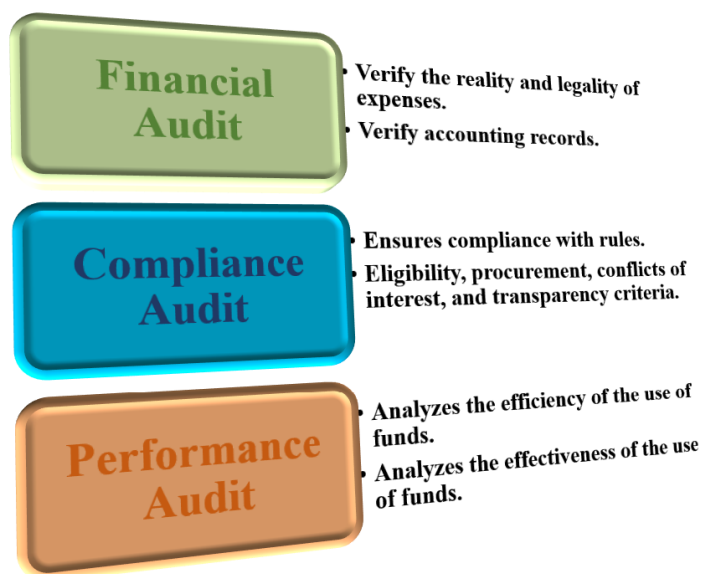 Financial
Audit
• Verify the reality and legality of
expenses.
• Verify accounting records.
Compliance
Audit
• Ensures compliance with rules.
• Eligibility, procurement, conflicts of
interest, and transparency criteria.
Performance
Audit
• Analyzes the efficiency of the use of
funds.
• Analyzes the effectiveness of the use
of funds.